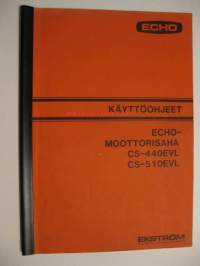 ECHO
KÄYTTÖOHJEET
ECHO-
MOOTTORISAHA
CS-440EVL
CS-510EVL
EKSTRÖM